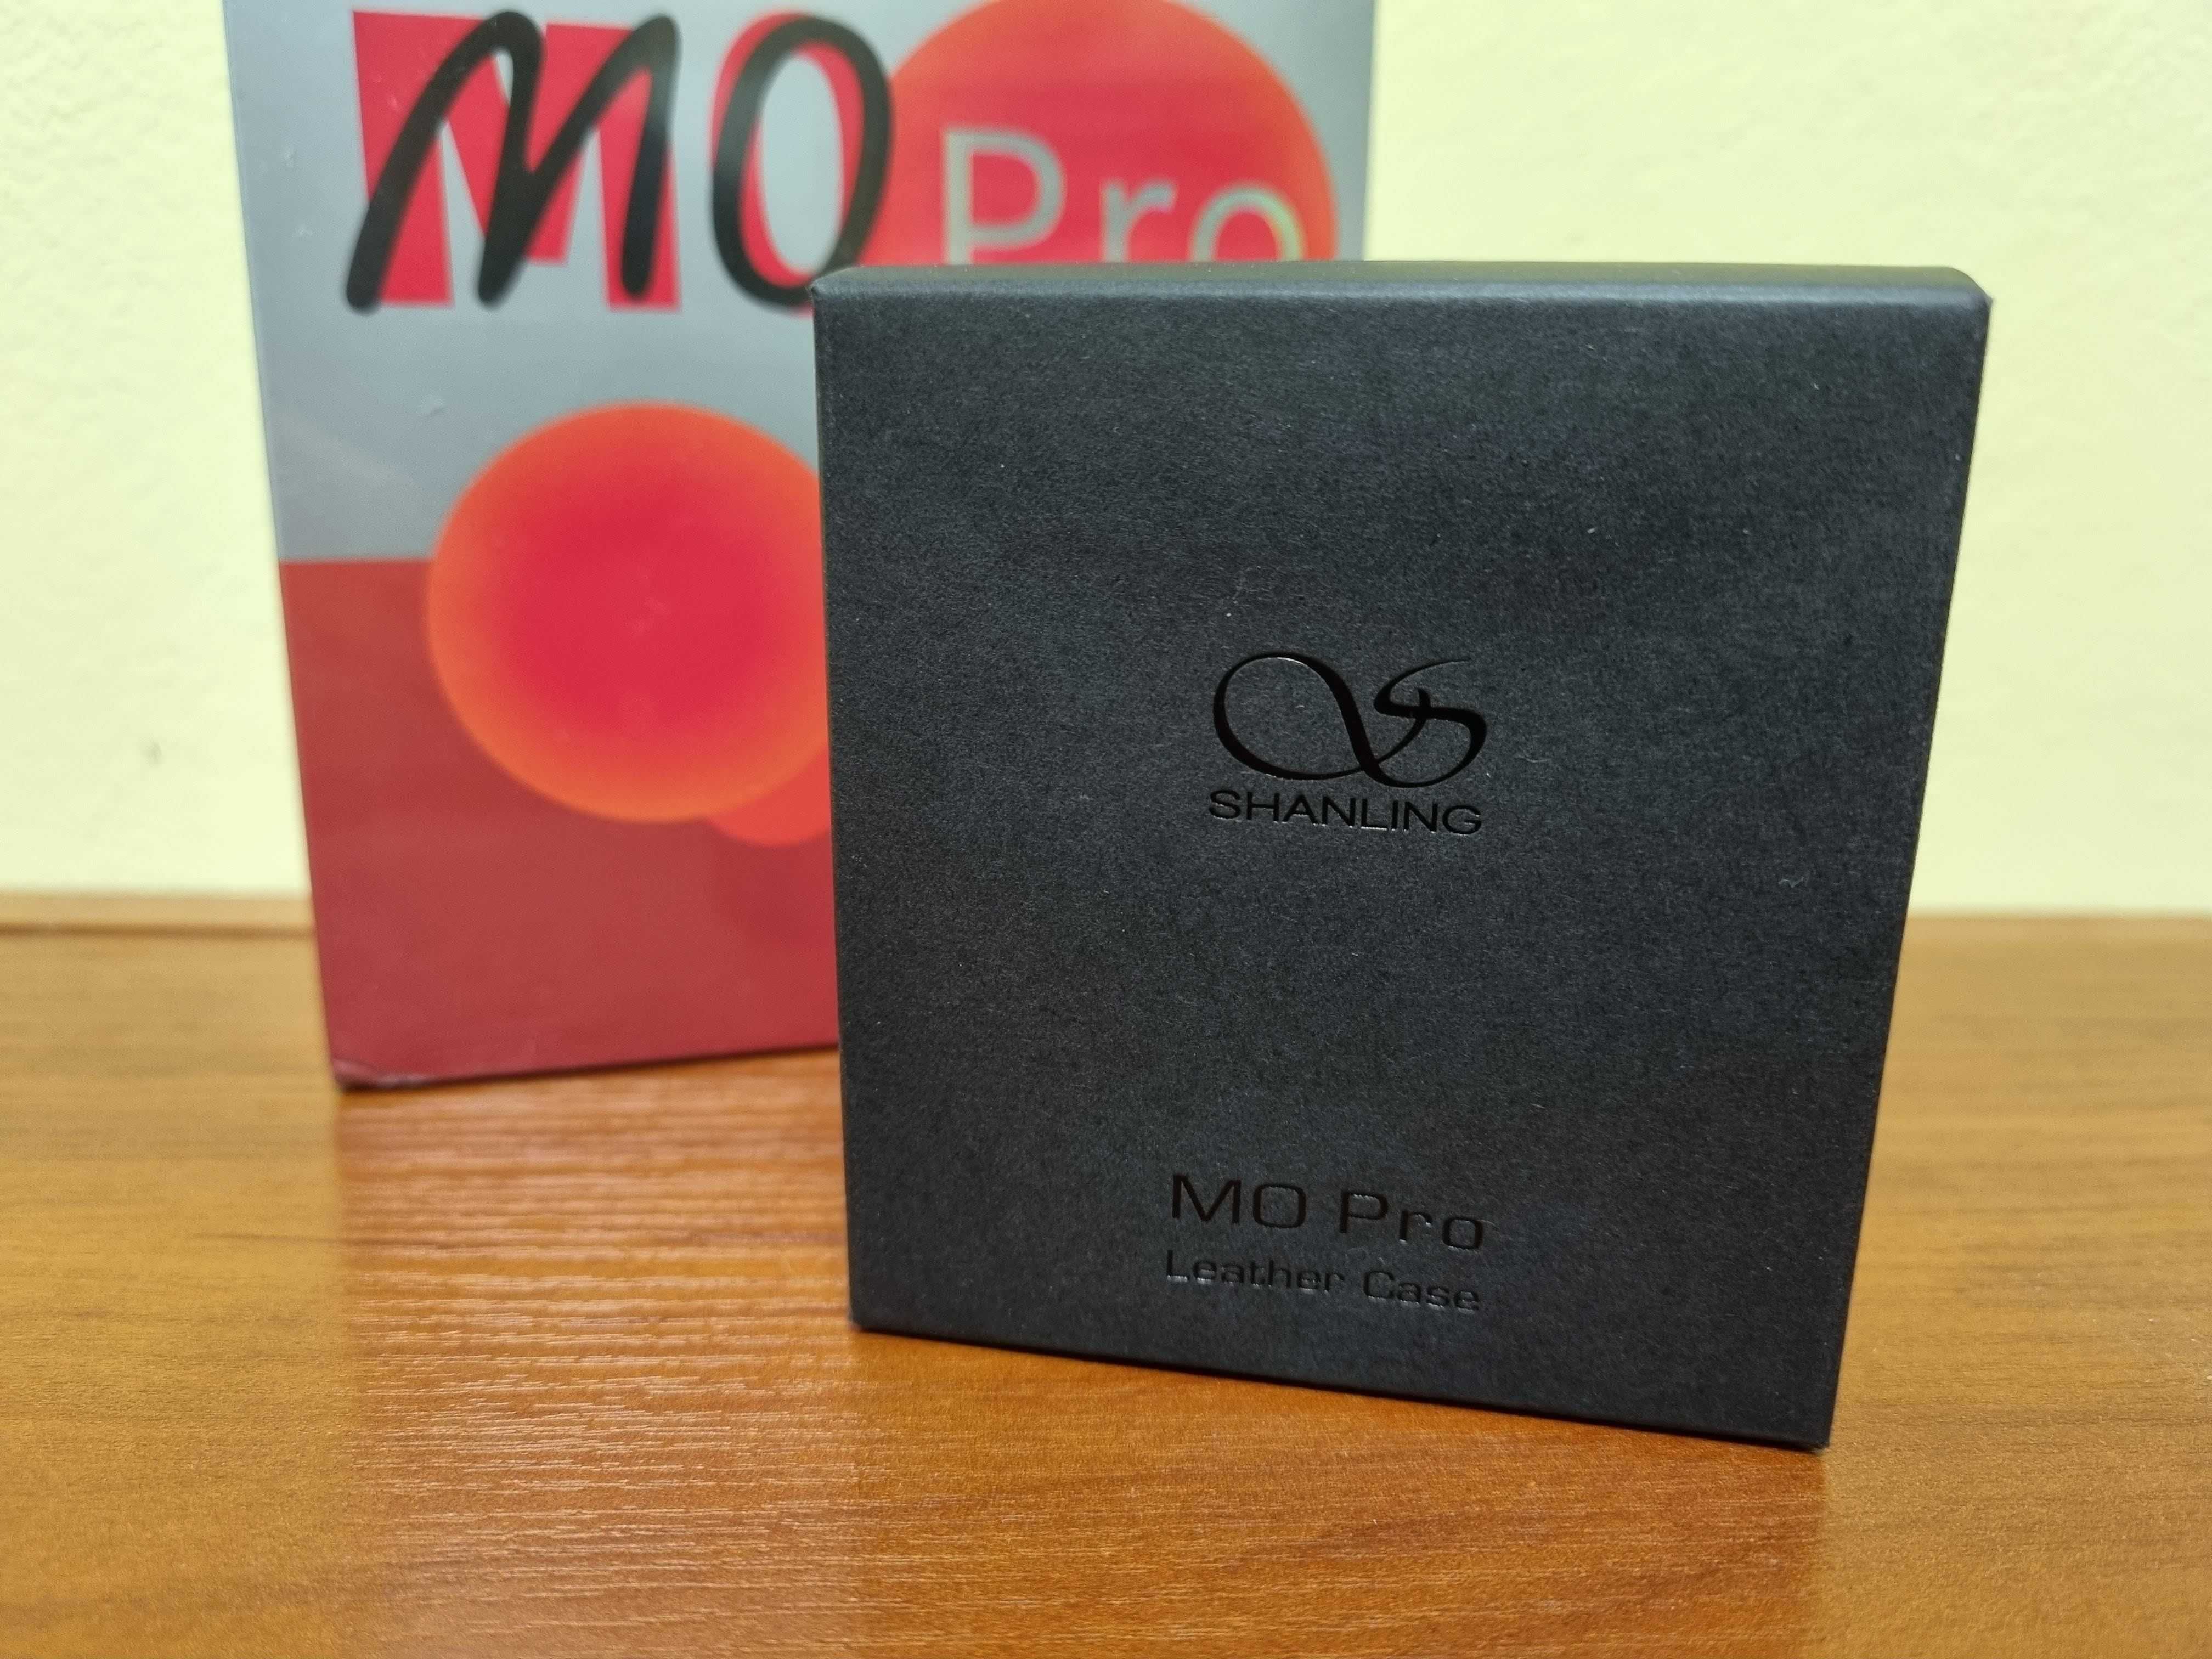 M0
Pro
SHANLING
M0 Pro
Leather Case